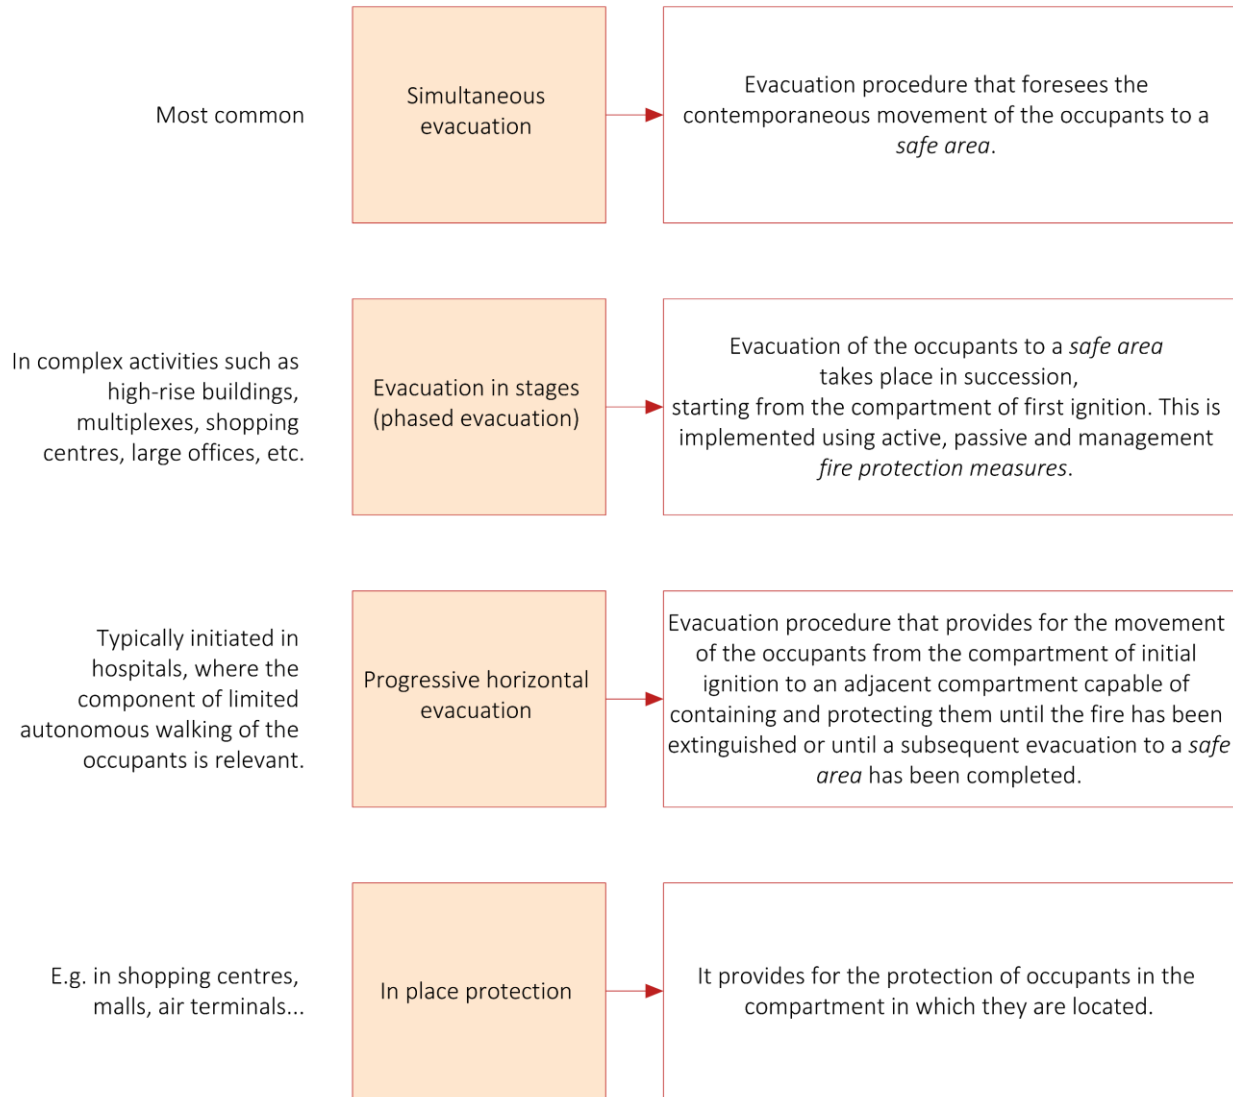 Most common
Simultaneous
evacuation
Evacuation procedure that foresees the
contemporaneous movement of the occupants to a
safe area.
In complex activities such as
high-rise buildings,
multiplexes, shopping
centres, large offices, etc.
Evacuation in stages
(phased evacuation)
Evacuation of the occupants to a safe area
takes place in succession,
starting from the compartment of first ignition. This is
implemented using active, passive and management
fire protection measures.
Typically initiated in
hospitals, where the
component of limited
autonomous walking of the
occupants is relevant.
Progressive horizontal
evacuation
Evacuation procedure that provides for the movement
of the occupants from the compartment of initial
ignition to an adjacent compartment capable of
containing and protecting them until the fire has been
extinguished or until a subsequent evacuation to a safe
area has been completed.
E.g. in shopping centres,
malls, air terminals...
In place protection
It provides for the protection of occupants in the
compartment in which they are located.